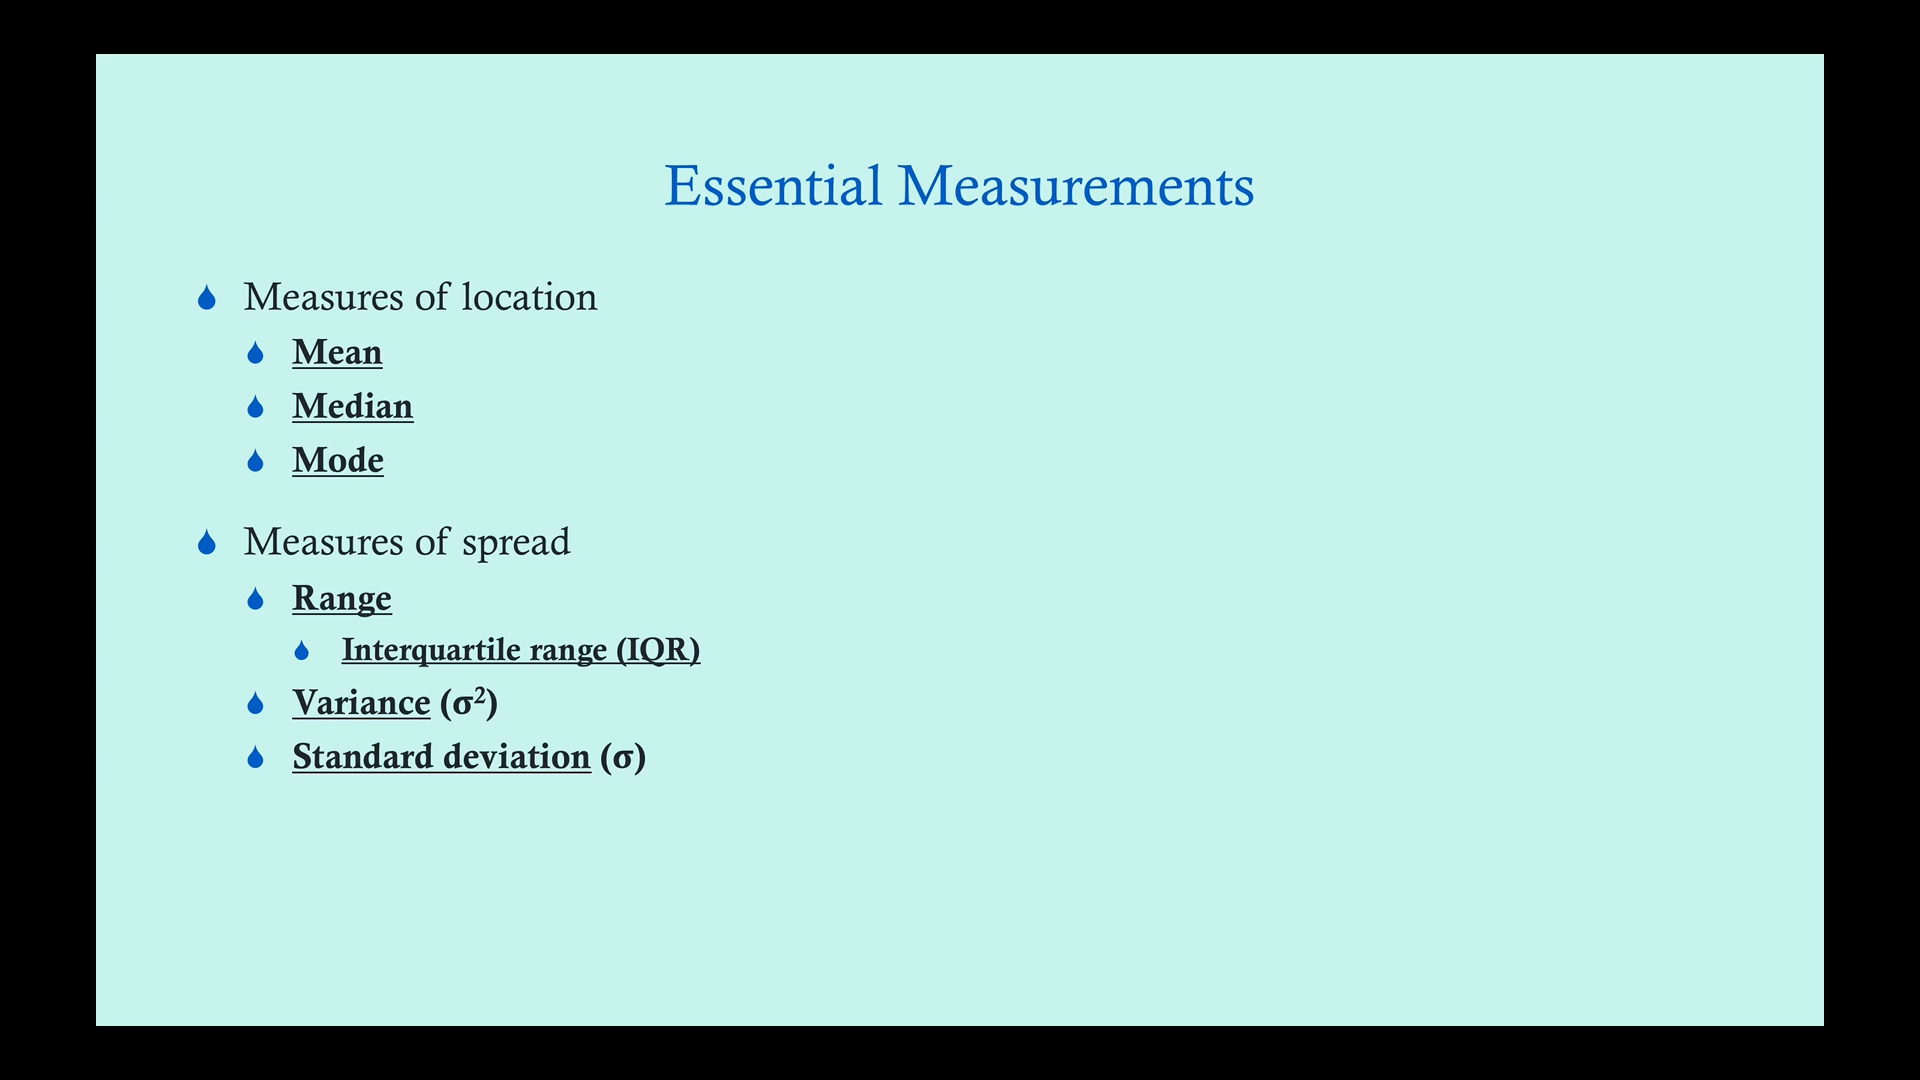 Essential Measurements
Measures of location
Mean
Median
Mode
Measures of spread
Range
Interquartile range (IQR)
Variance (σ²)
Standard deviation (σ)